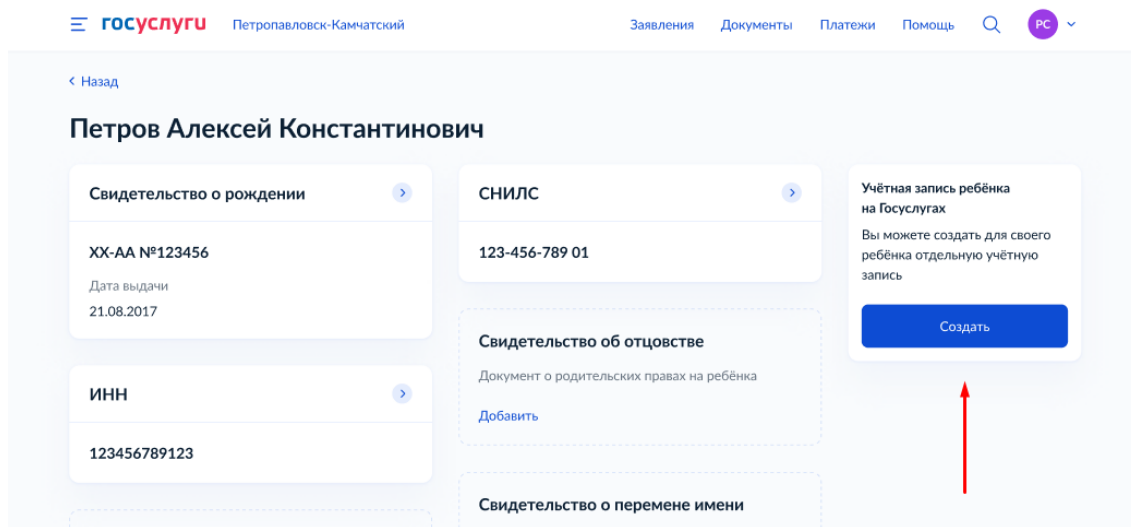 госуслуги Петропавловск-Камчатский Заявления Документы Платежи Помощь РС
Назад
Петров Алексей Константинович
Свидетельство о рождении
XX-AA №123456
Дата выдачи
21.08.2017
ИНН
123456789123
СНИЛС
123-456-789 01
Свидетельство об отцовстве
Документ о родительских правах на ребёнка
Добавить
Свидетельство о перемене имени
Учётная запись ребёнка
на Госуслугах
Вы можете создать для своего
ребёнка отдельную учётную
запись
Создать